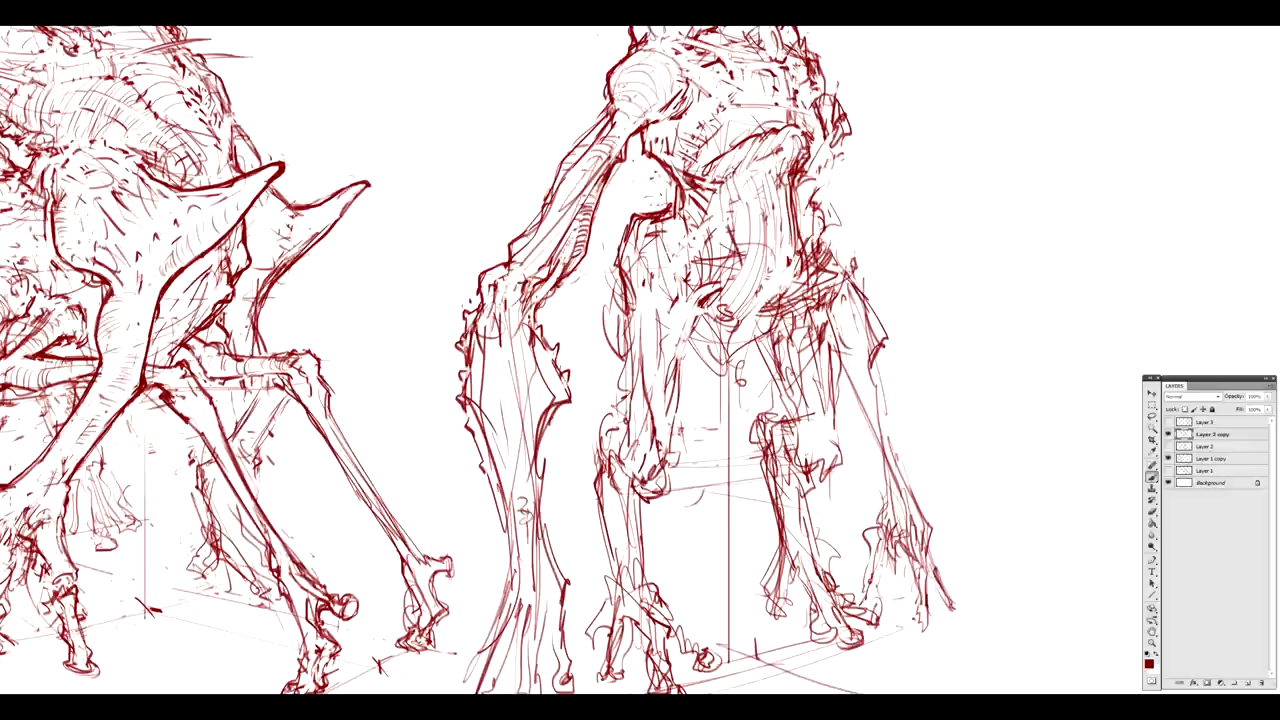 LAYERS
Normal Opacity: 100%
Lock: Fill: 100%
Layer 3
Layer 2 copy
Layer 2
Layer 1 copy
Layer 1
Background